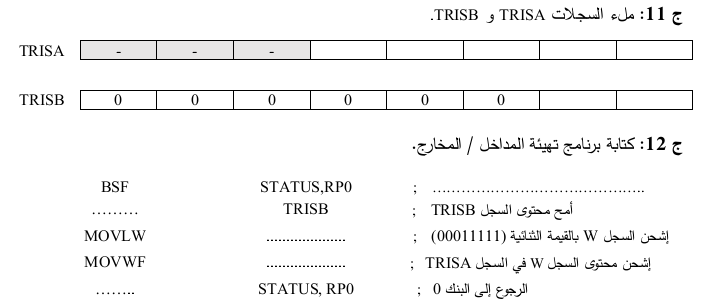 ج 11: ملء السجلات TRISA و TRISB.
TRISA - - -
TRISB 0 0 0 0 0 0
ج 12: كتابة برنامج تهيئة المداخل / المخارج.
BSF STATUS,RP0 ; ...........................................
......... TRISB ; أمح محتوى السجل TRISB
MOVLW .................... ; إشحن السجل W بالقيمة الثنائية (00011111)
MOVWF .................... ; إشحن محتوى السجل W في السجل TRISA
........ STATUS, RP0 ; الرجوع إلى البنك 0